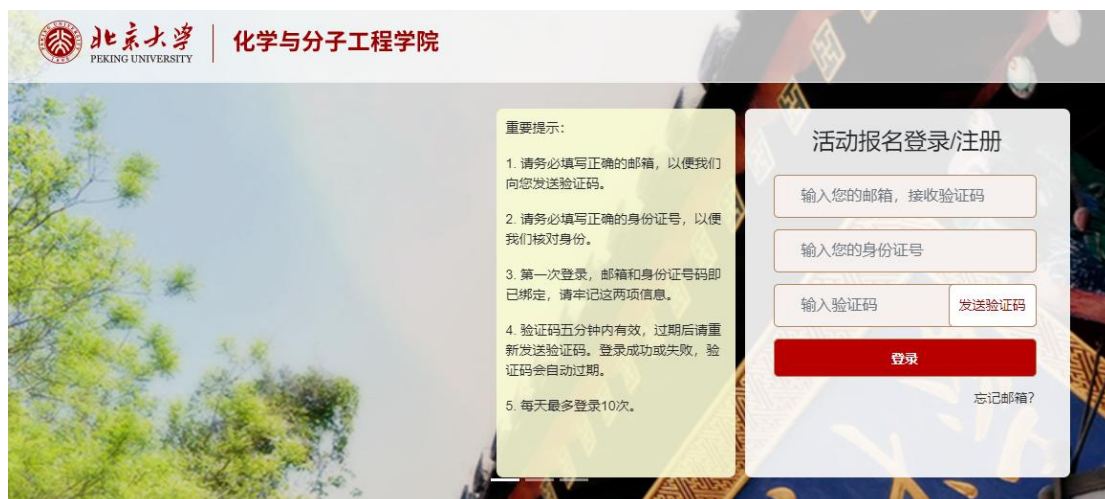 北京大学
PEKING UNIVERSITY
化学与分子工程学院
重要提示：
1. 请务必填写正确的邮箱，以便我们
向您发送验证码。
2. 请务必填写正确的身份证号，以便
我们核对身份。
3. 第一次登录，邮箱和身份证号码即
已绑定，请牢记这两项信息。
4. 验证码五分钟内有效，过期后请重
新发送验证码。登录成功或失败，验
证码会自动过期。
5. 每天最多登录10次。
活动报名登录/注册
输入您的邮箱，接收验证码
输入您的身份证号
输入验证码
发送验证码
登录
忘记邮箱?